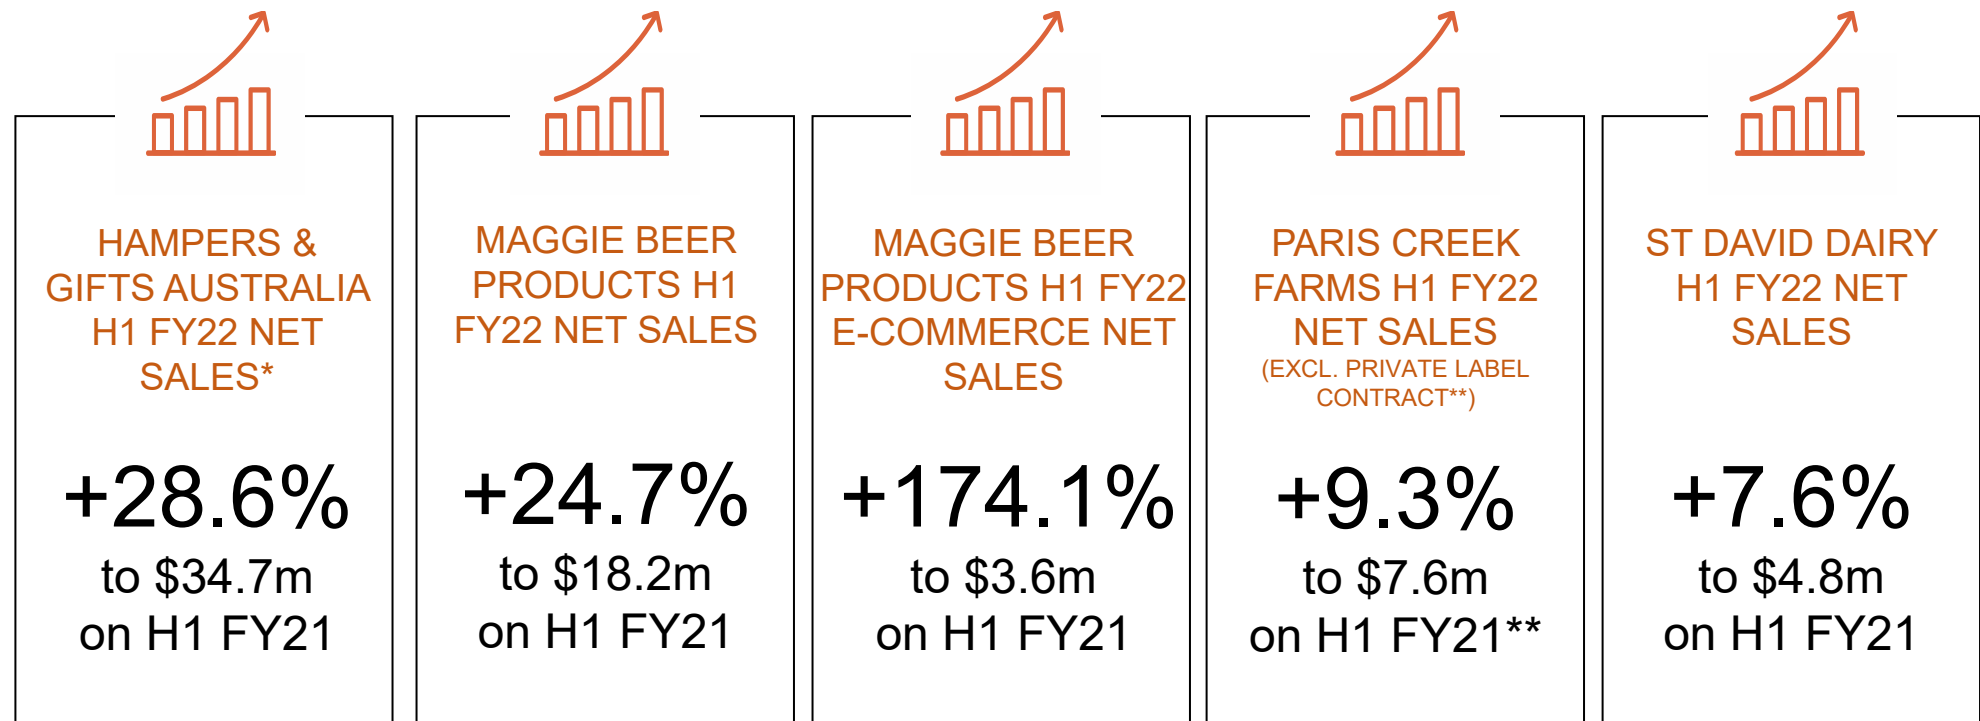 HAMPERS &
GIFTS AUSTRALIA
H1 FY22 NET
SALES*
+28.6%
to $34.7m
on H1 FY21
MAGGIE BEER
PRODUCTS H1
FY22 NET SALES
+24.7%
to $18.2m
on H1 FY21
MAGGIE BEER
PRODUCTS H1 FY22
E-COMMERCE NET
SALES
+174.1%
to $3.6m
on H1 FY21
PARIS CREEK
FARMS H1 FY22
NET SALES
(EXCL. PRIVATE LABEL
CONTRACT**)
+9.3%
to $7.6m
on H1 FY21**
ST DAVID DAIRY
H1 FY22 NET
SALES
+7.6%
to $4.8m
on H1 FY21